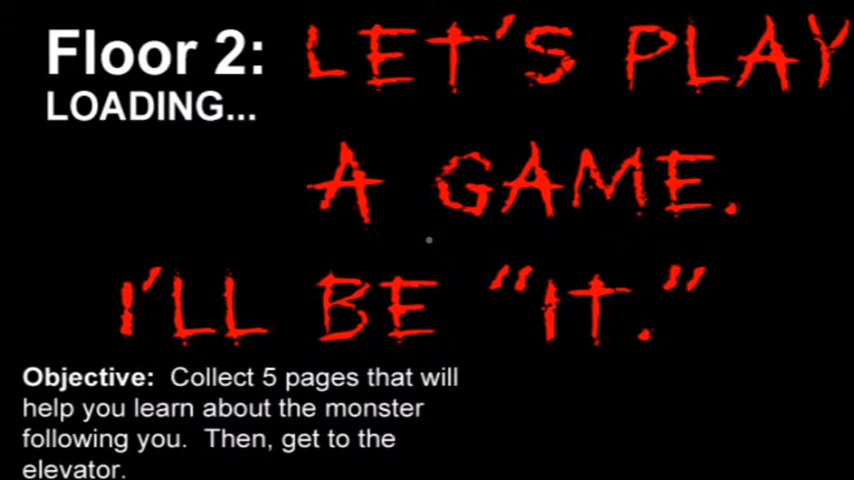 Floor 2:
LOADING...
LET'S PLAY
A GAME.
I'LL BE "IT."
Objective:  Collect 5 pages that will
help you learn about the monster
following you.  Then, get to the
elevator.